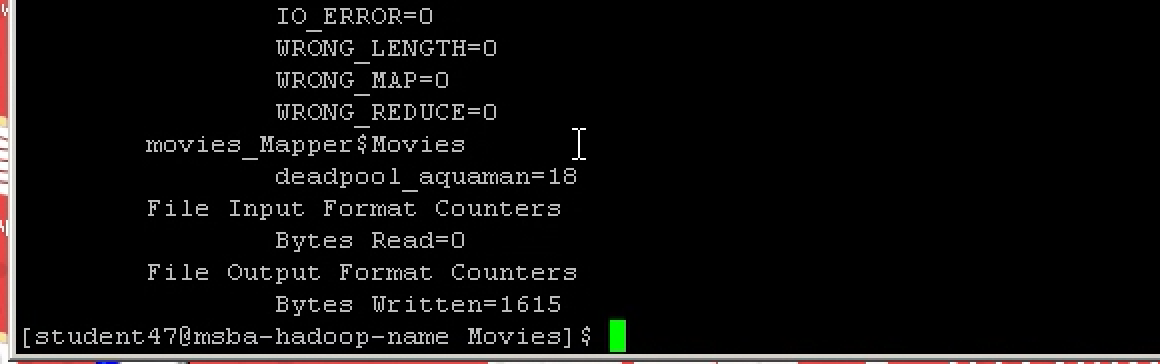 IO_ERROR=0
WRONG_LENGTH=0
WRONG_MAP=0
WRONG_REDUCE=0
movies_Mapper$Movies
deadpool_aquaman=18
File Input Format Counters
Bytes Read=0
File Output Format Counters
Bytes Written=1615
[student47@msba-hadoop-name Movies]$